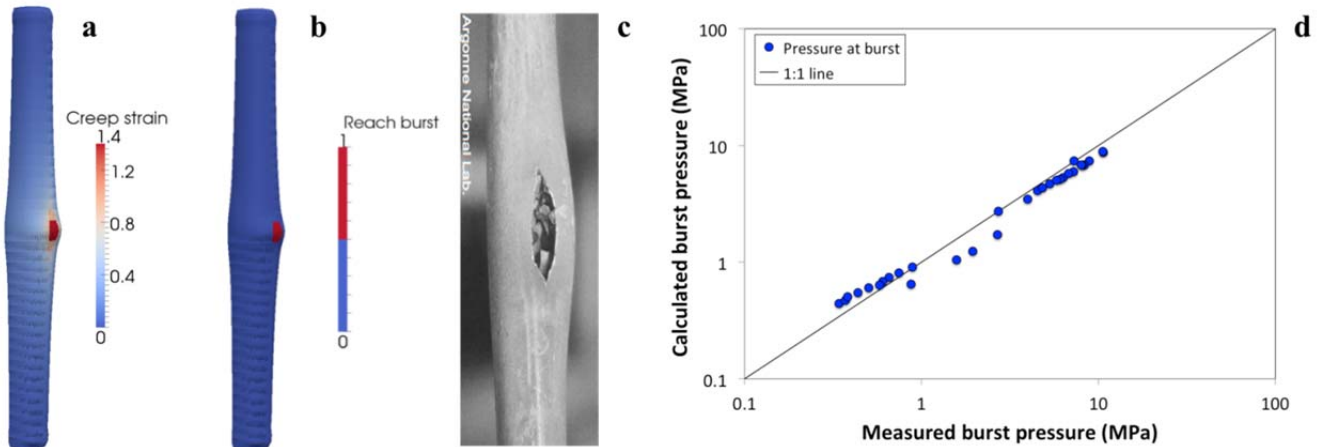 a
Creep strain
1.4
1.2
0.8
0.4
0
b
Reach burst
1
0
Argonne National Lab.
c
d
Calculated burst pressure (MPa)
100
10
1
0.1
Pressure at burst
1:1 line
0.1
1
10
100
Measured burst pressure (MPa)